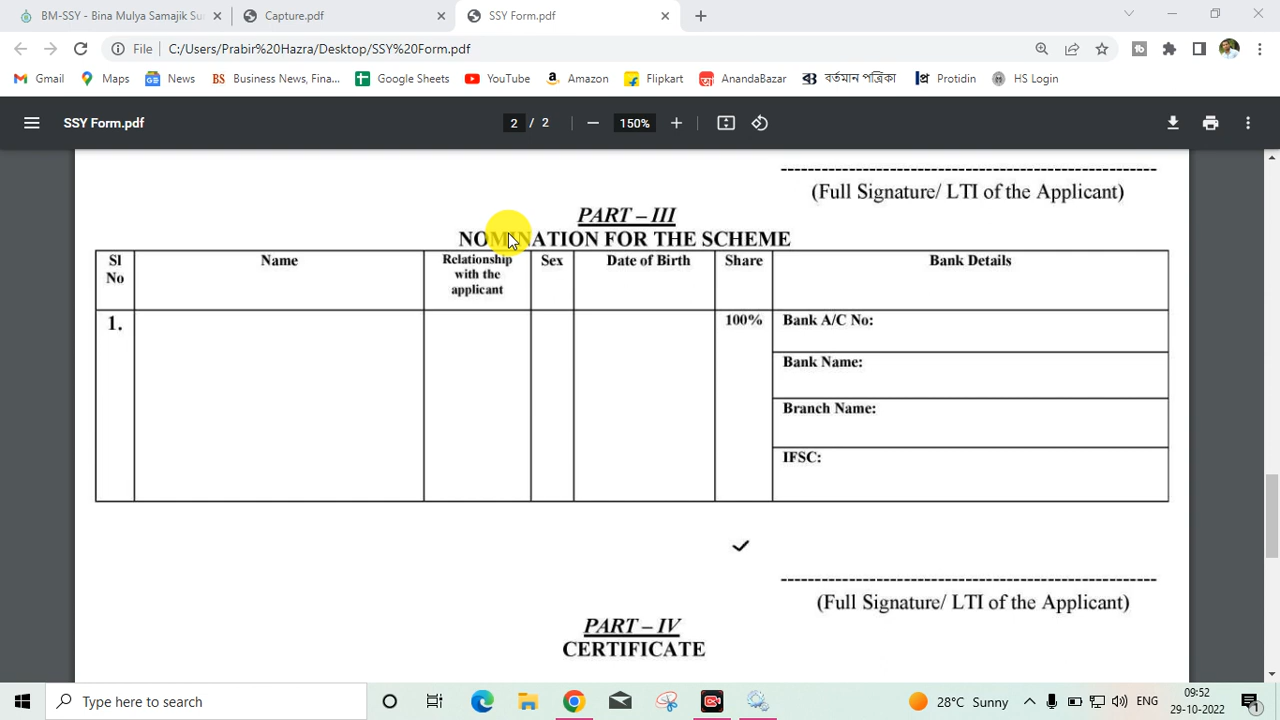 BM-SSY - Bina Mulya Samajik Su
Capture.pdf
SSY Form.pdf
File
C:/Users/Prabir%20Hazra/Desktop/SSY%20Form.pdf
Gmail
Maps
News
BS Business News, Fina...
Google Sheets
YouTube
Amazon
Flipkart
AnandaBazar
বর্তমান পত্রিকা
Protidin
HS Login
SSY Form.pdf
2 / 2
150%
(Full Signature/ LTI of the Applicant)
PART – III
NOMINATION FOR THE SCHEME
Sl No
Name
Relationship with the applicant
Sex
Date of Birth
Share
Bank Details
1.
100%
Bank A/C No:
Bank Name:
Branch Name:
IFSC:
(Full Signature/ LTI of the Applicant)
PART – IV
CERTIFICATE
Type here to search
28°C Sunny
ENG
09:52
29-10-2022